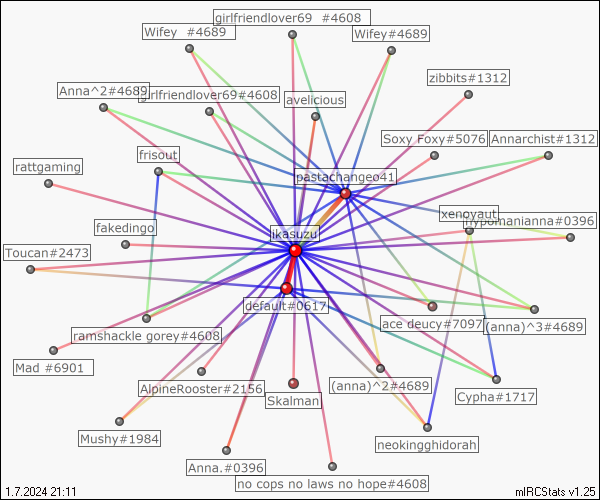 girlfriendlover69   #4608
Wifey   #4689
Wifey#4689
zibbits#1312
Anna^2#4689
girlfriendlover69#4608
avelicious
Soxy Foxy#5076
Annarchist#1312
frisout
rattgaming
pastachangeo41
xenoyaut
hypomanianna#0396
fakedingo
ikasuzu
Toucan#2473
default#0617
ramshackle gorey#4608
ace deucy#7097
(anna)^3#4689
Mad  #6901
AlpineRooster#2156
Skalman
(anna)^2#4689
Cypha#1717
Mushy#1984
neokingghidorah
Anna.#0396
no cops no laws no hope#4608
1.7.2024 21:11
mIRCStats v1.25